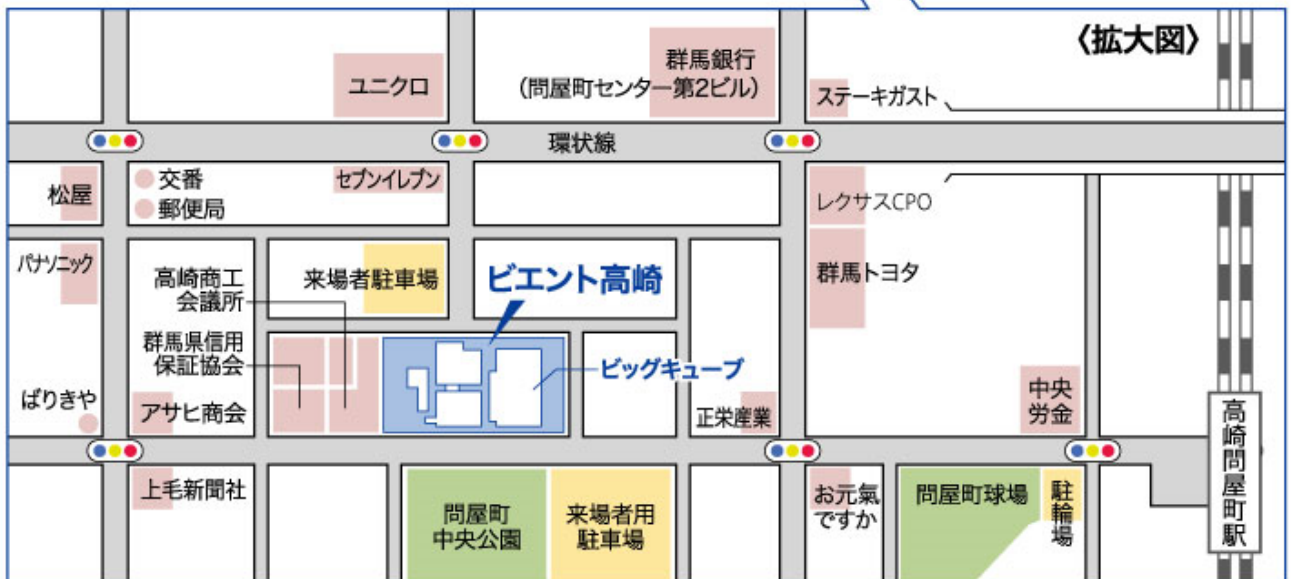 〈拡大図〉
ユニクロ
群馬銀行
（問屋町センター第2ビル）
ステーキガスト
環状線
松屋
交番
郵便局
セブンイレブン
レクサスCPO
パナソニック
高崎商工
会議所
来場者駐車場
ビエント高崎
群馬トヨタ
群馬県信用
保証協会
ビッグキューブ
ぱりきや
アサヒ商会
正栄産業
中央
労金
高崎問屋町駅
上毛新聞社
問屋町
中央公園
来場者用
駐車場
お元氣
ですか
問屋町球場
駐輪場